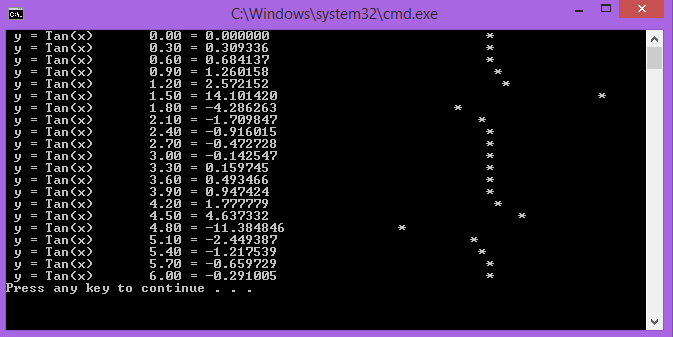 C:\Windows\system32\cmd.exe
y = Tan(x) 0.00 = 0.000000 *
y = Tan(x) 0.30 = 0.309336 *
y = Tan(x) 0.60 = 0.684137 *
y = Tan(x) 0.90 = 1.260158 *
y = Tan(x) 1.20 = 2.572152 *
y = Tan(x) 1.50 = 14.101420 *
y = Tan(x) 1.80 = -4.286263 *
y = Tan(x) 2.10 = -1.709847 *
y = Tan(x) 2.40 = -0.916015 *
y = Tan(x) 2.70 = -0.472728 *
y = Tan(x) 3.00 = -0.142547 *
y = Tan(x) 3.30 = 0.159745 *
y = Tan(x) 3.60 = 0.493466 *
y = Tan(x) 3.90 = 0.947424 *
y = Tan(x) 4.20 = 1.777779 *
y = Tan(x) 4.50 = 4.637332 *
y = Tan(x) 4.80 = -11.384846 *
y = Tan(x) 5.10 = -2.449387 *
y = Tan(x) 5.40 = -1.217539 *
y = Tan(x) 5.70 = -0.659729 *
y = Tan(x) 6.00 = -0.291005 *
Press any key to continue . . .